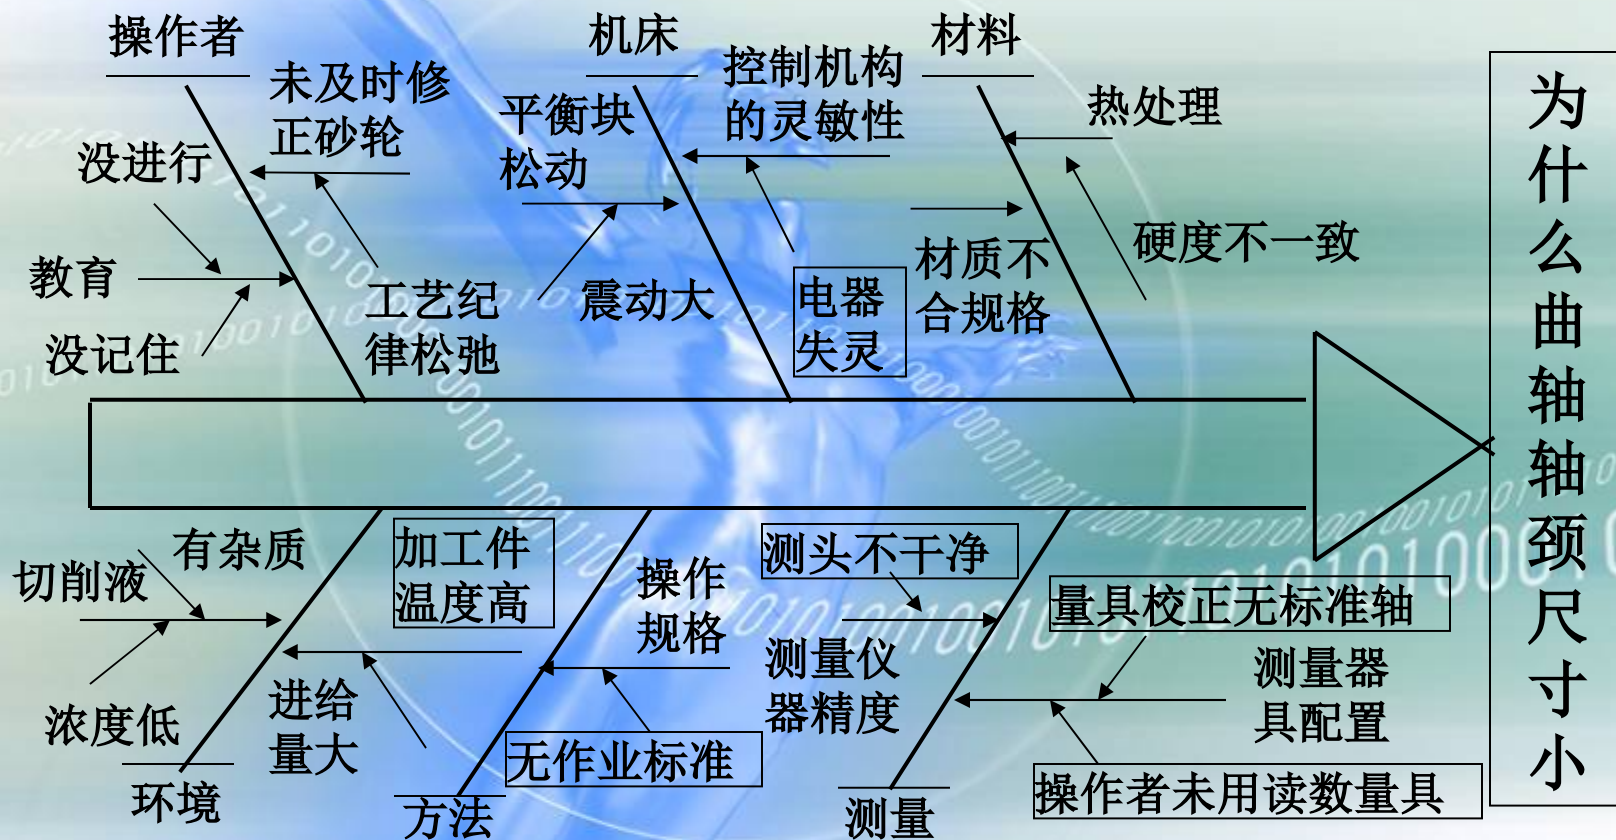 操作者
未及时修
正砂轮
没进行
教育
没记住
工艺纪
律松弛
机床
平衡块
松动
震动大
控制机构
的灵敏性
电器
失灵
材料
热处理
材质不
合规格
硬度不一致
为什么曲轴轴颈尺寸小
切削液
有杂质
浓度低
环境
加工件
温度高
进给
量大
操作
规格
无作业标准
方法
测头不干净
测量仪
器精度
量具校正无标准轴
测量器
具配置
操作者未用读数量具
测量